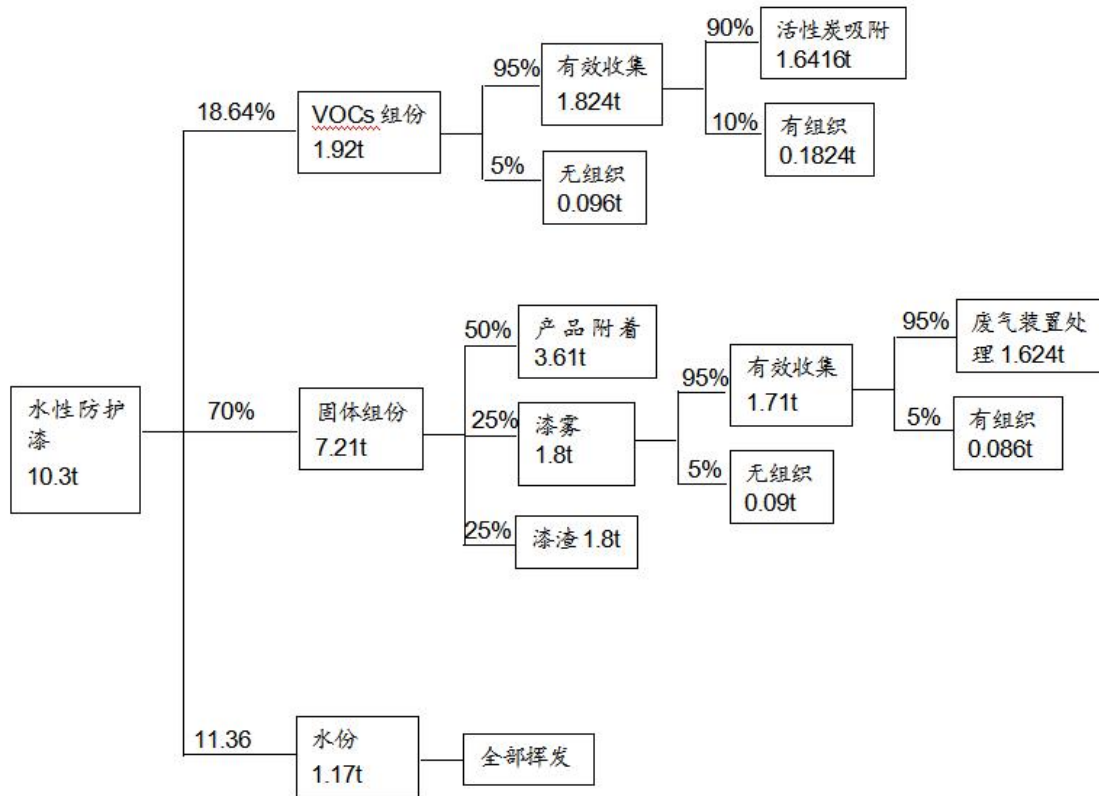 90%
活性炭吸附
1.6416t
95%
有效收集
1.824t
18.64%
VOCs 组份
1.92t
10%
有组织
0.1824t
5%
无组织
0.096t
50%
产品附着
3.61t
95%
废气装置处
理 1.624t
95%
有效收集
1.71t
水性防护
漆
10.3t
70%
固体组份
7.21t
25%
漆雾
1.8t
5%
有组织
0.086t
5%
无组织
0.09t
25%
漆渣 1.8t
11.36
水份
1.17t
全部挥发